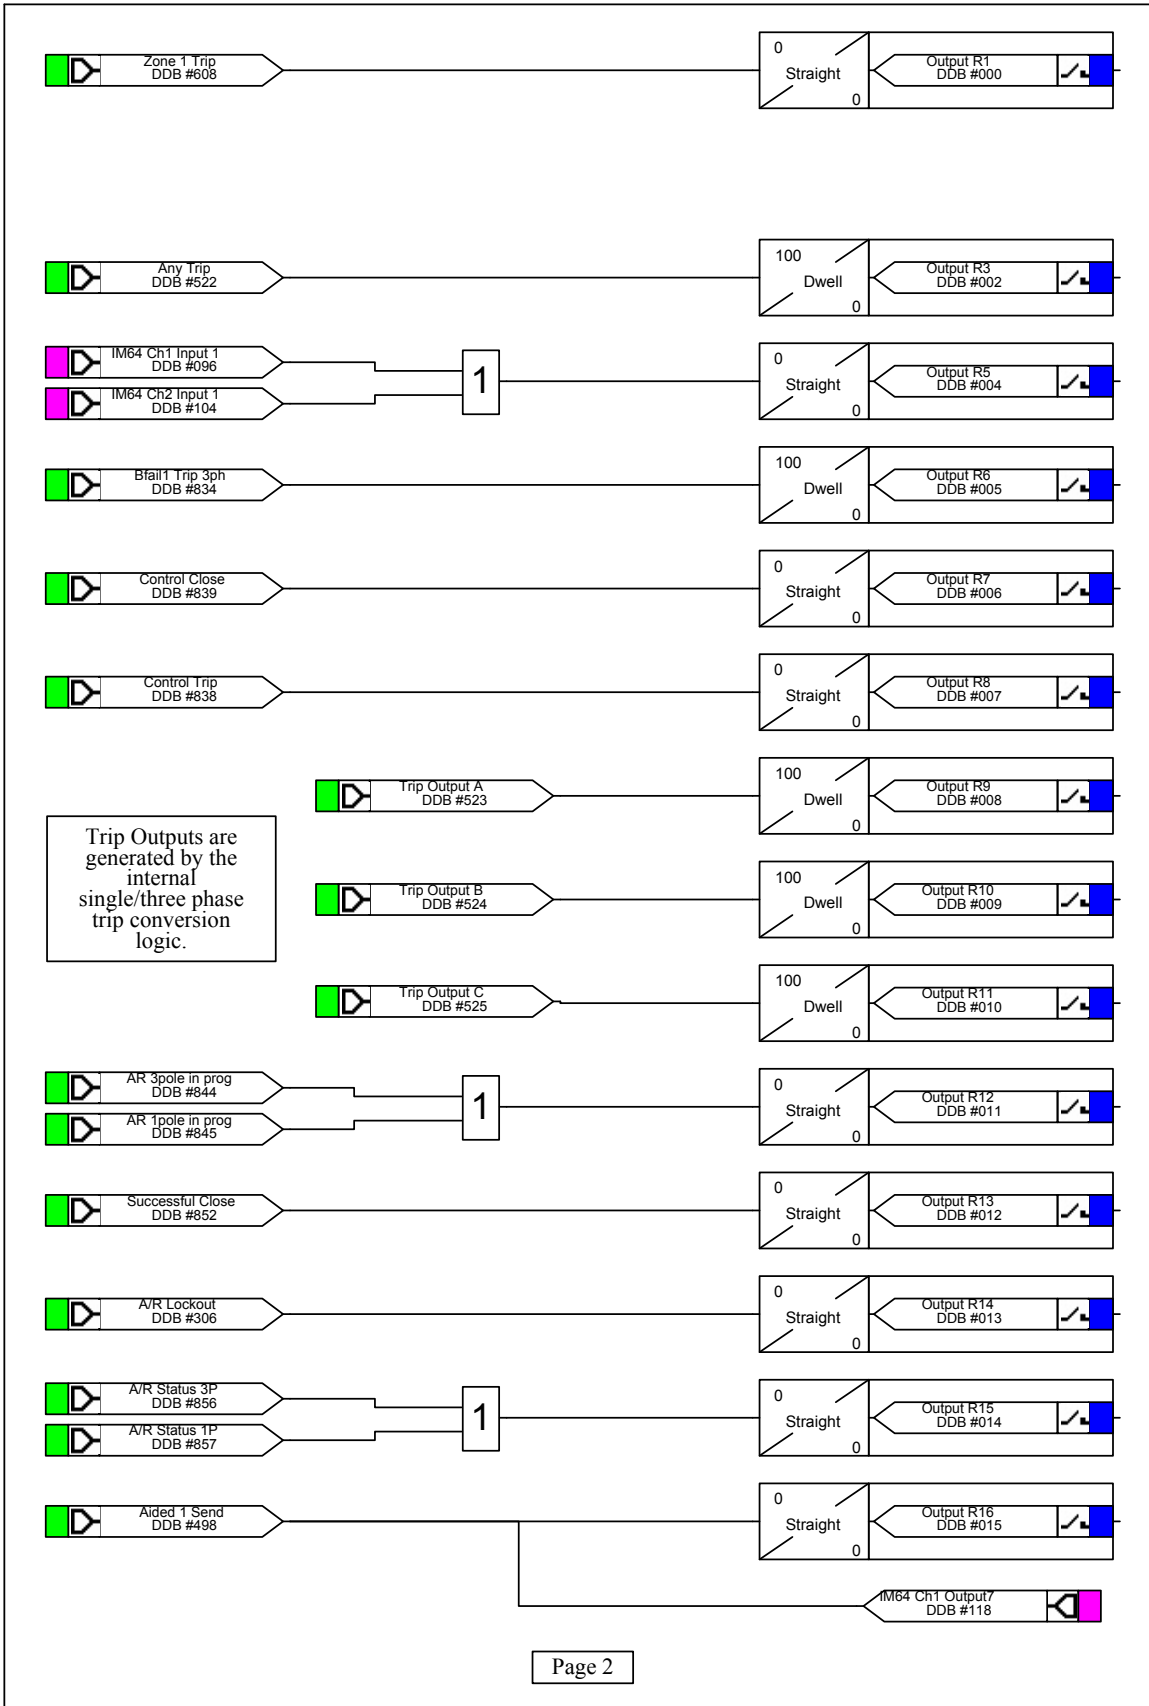 Zone 1 Trip
DDB #608
0
Straight
0
Output R1
DDB #000
Any Trip
DDB #522
100
Dwell
0
Output R3
DDB #002
IM64 Ch1 Input 1
DDB #096
IM64 Ch2 Input 1
DDB #104
1
0
Straight
0
Output R5
DDB #004
Bfail1 Trip 3ph
DDB #834
100
Dwell
0
Output R6
DDB #005
Control Close
DDB #839
0
Straight
0
Output R7
DDB #006
Control Trip
DDB #838
0
Straight
0
Output R8
DDB #007
Trip Outputs are
generated by the
internal
single/three phase
trip conversion
logic.
Trip Output A
DDB #523
100
Dwell
0
Output R9
DDB #008
Trip Output B
DDB #524
100
Dwell
0
Output R10
DDB #009
Trip Output C
DDB #525
100
Dwell
0
Output R11
DDB #010
AR 3pole in prog
DDB #844
AR 1pole in prog
DDB #845
1
0
Straight
0
Output R12
DDB #011
Successful Close
DDB #852
0
Straight
0
Output R13
DDB #012
A/R Lockout
DDB #306
0
Straight
0
Output R14
DDB #013
A/R Status 3P
DDB #856
A/R Status 1P
DDB #857
1
0
Straight
0
Output R15
DDB #014
Aided 1 Send
DDB #498
0
Straight
0
Output R16
DDB #015
IM64 Ch1 Output7
DDB #118
Page 2